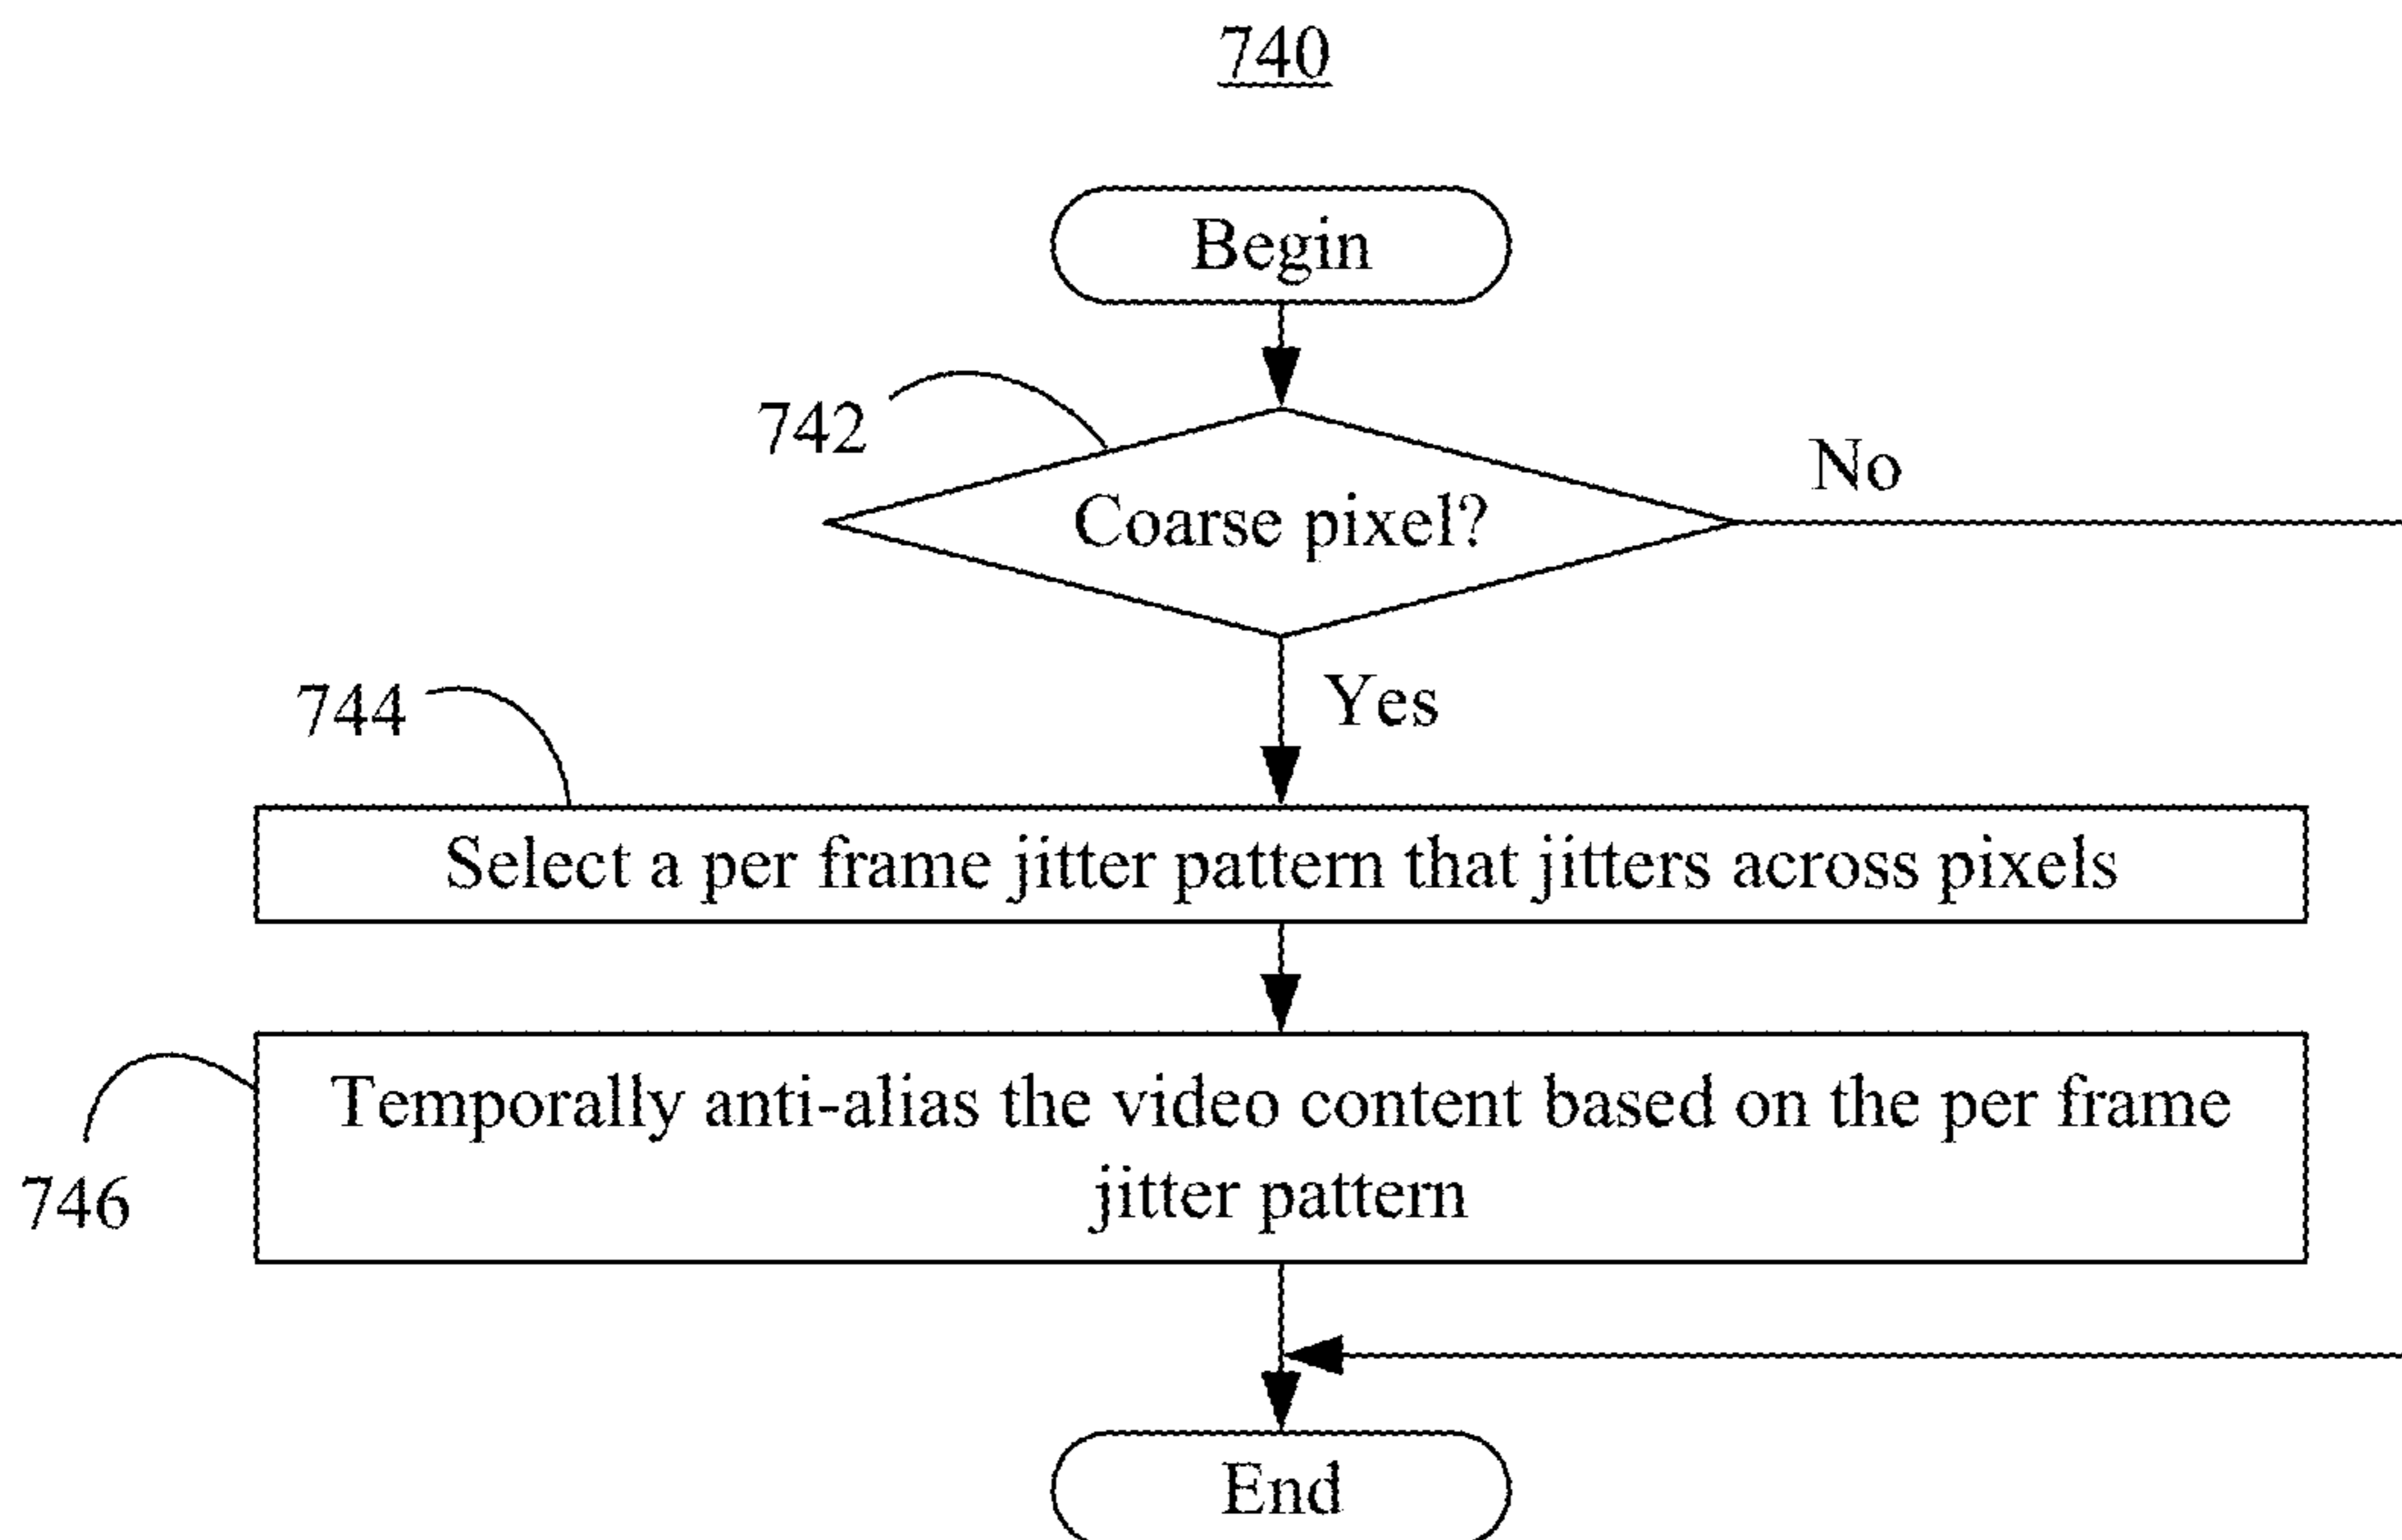 740
Begin
742
Coarse pixel?
No
Yes
744
Select a per frame jitter pattern that jitters across pixels
Temporally anti-alias the video content based on the per frame
jitter pattern
746
End